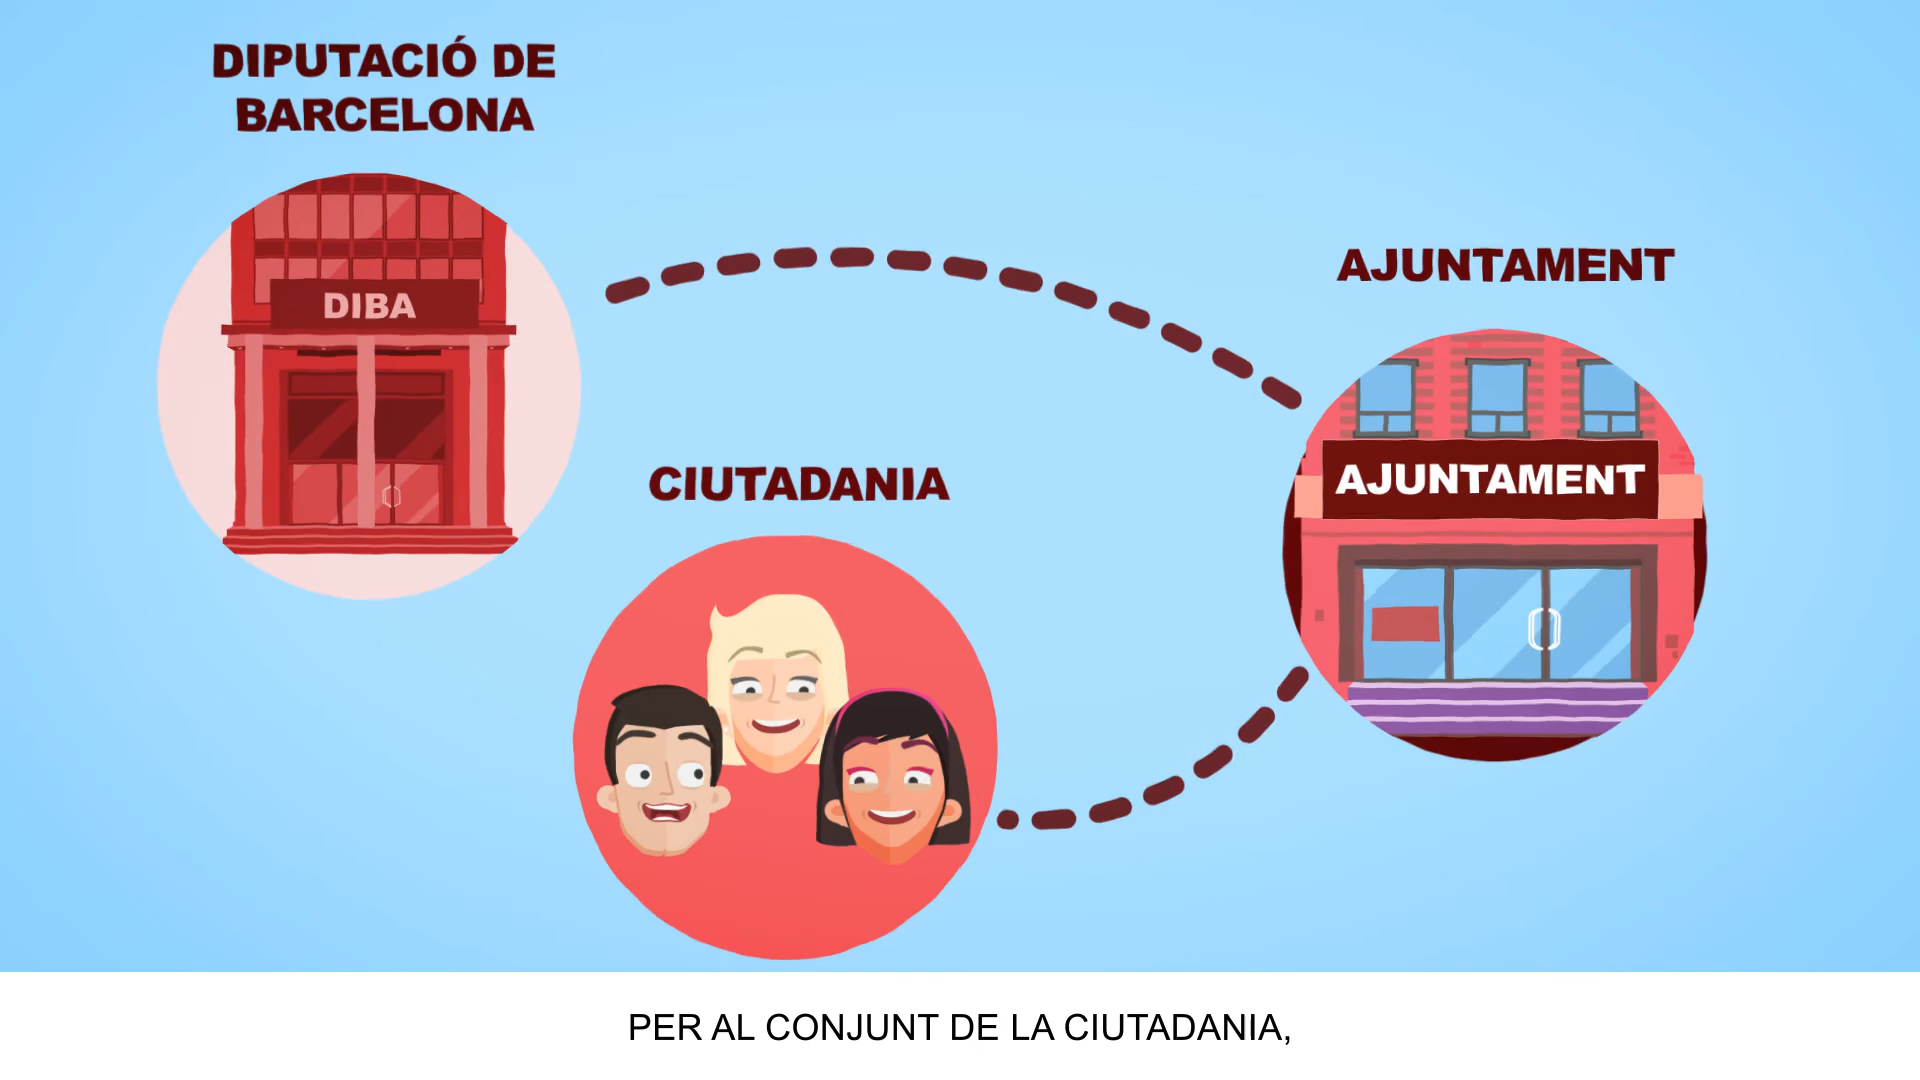 DIPUTACIÓ DE
BARCELONA
DIBA
AJUNTAMENT
AJUNTAMENT
CIUTADANIA
PER AL CONJUNT DE LA CIUTADANIA,